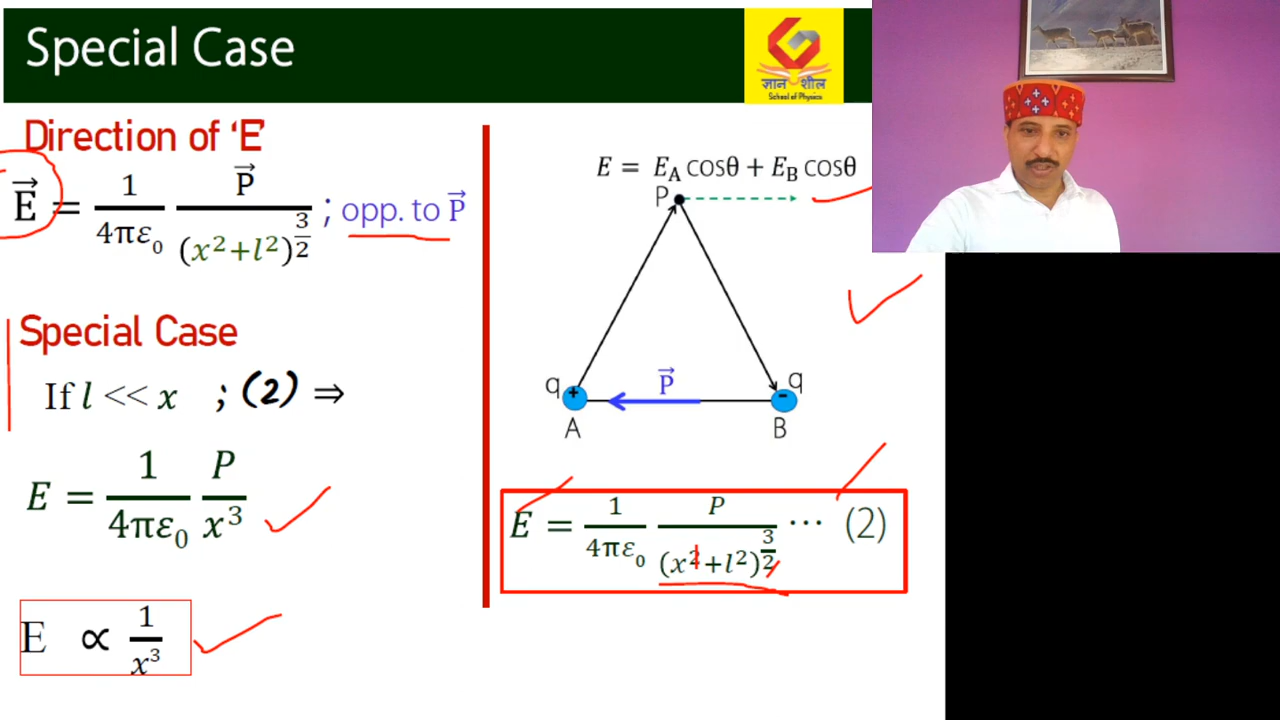 Special Case
ज्ञान शील
School of Physics
Direction of ‘E’
E⃗ = 1/4πε₀ P⃗/(x²+l²)^(3/2) ; opp. to P⃗
Special Case
If l << x ; (2) ⇒
E = 1/4πε₀ P/x³
E ∝ 1/x³
E = E_A cosθ + E_B cosθ
P
q + P⃗ - q
A B
E = 1/4πε₀ P/(x²+l²)^(3/2) ⋯ (2)